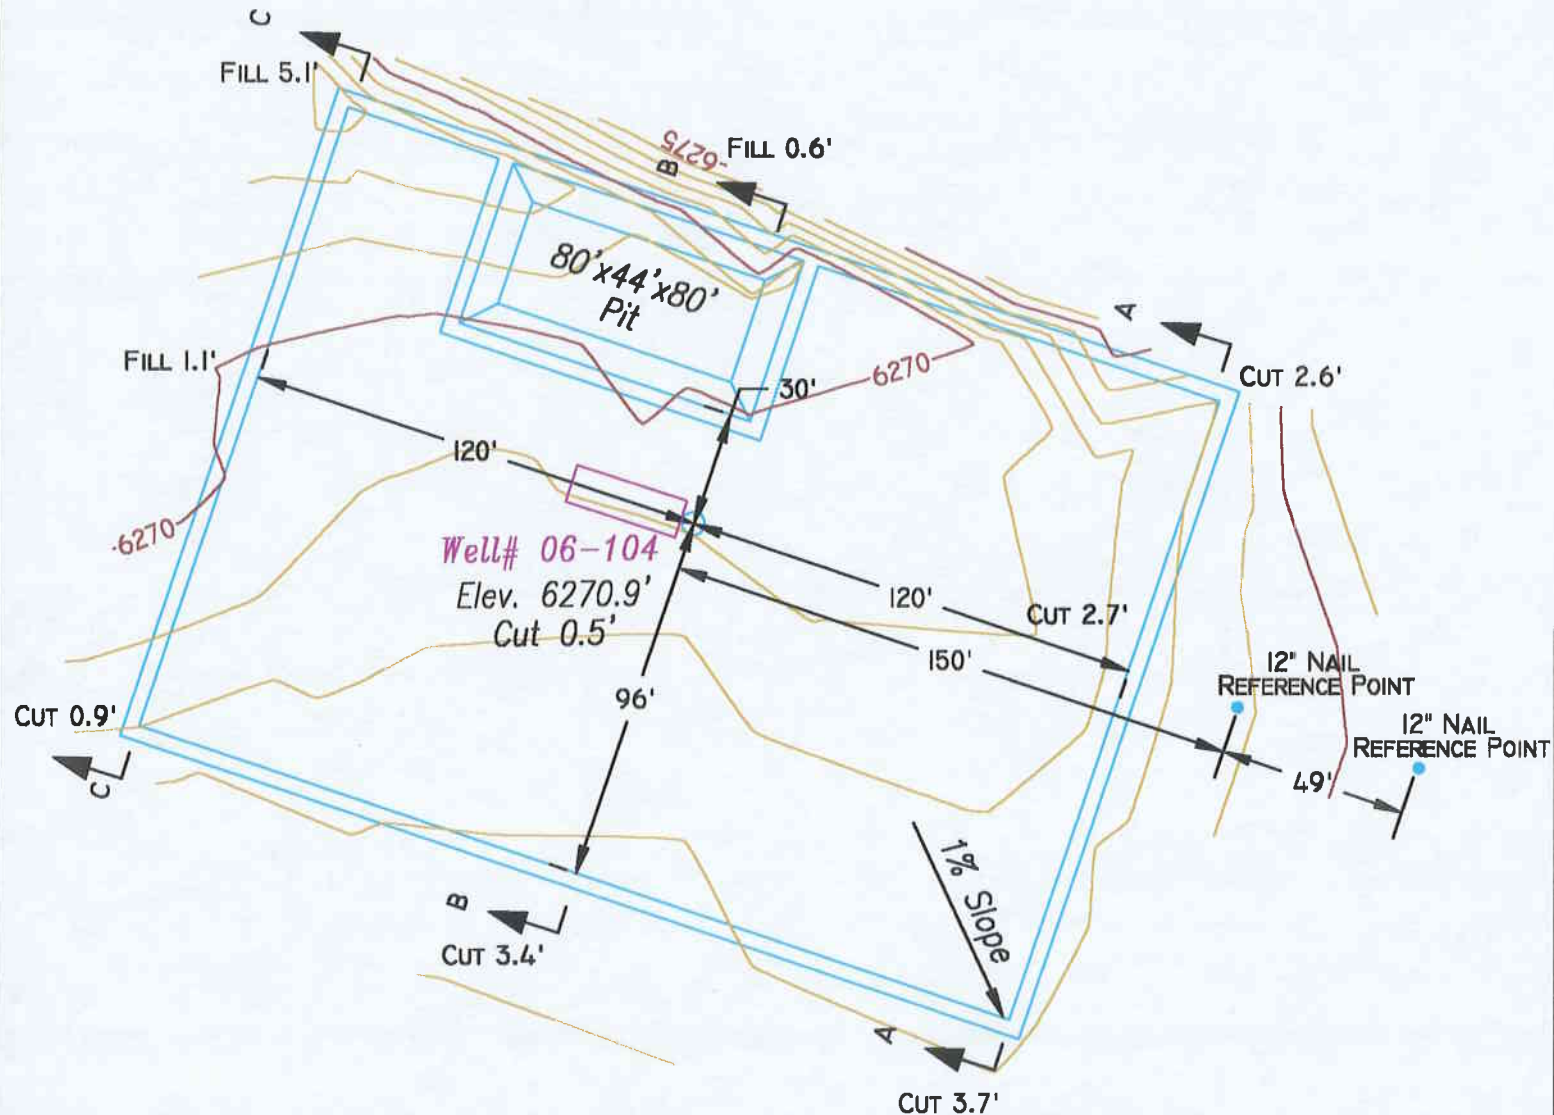 C
FILL 5.1'
-6275
FILL 0.6'
B
80'x44'x80'
Pit
A
FILL 1.1'
6270
30'
CUT 2.6'
120'
-6270
Well# 06-104
Elev. 6270.9'
Cut 0.5'
120'
CUT 2.7'
150'
96'
12" NAIL
REFERENCE POINT
12" NAIL
REFERENCE POINT
CUT 0.9'
C
49'
1% Slope
B
CUT 3.4'
A
CUT 3.7'